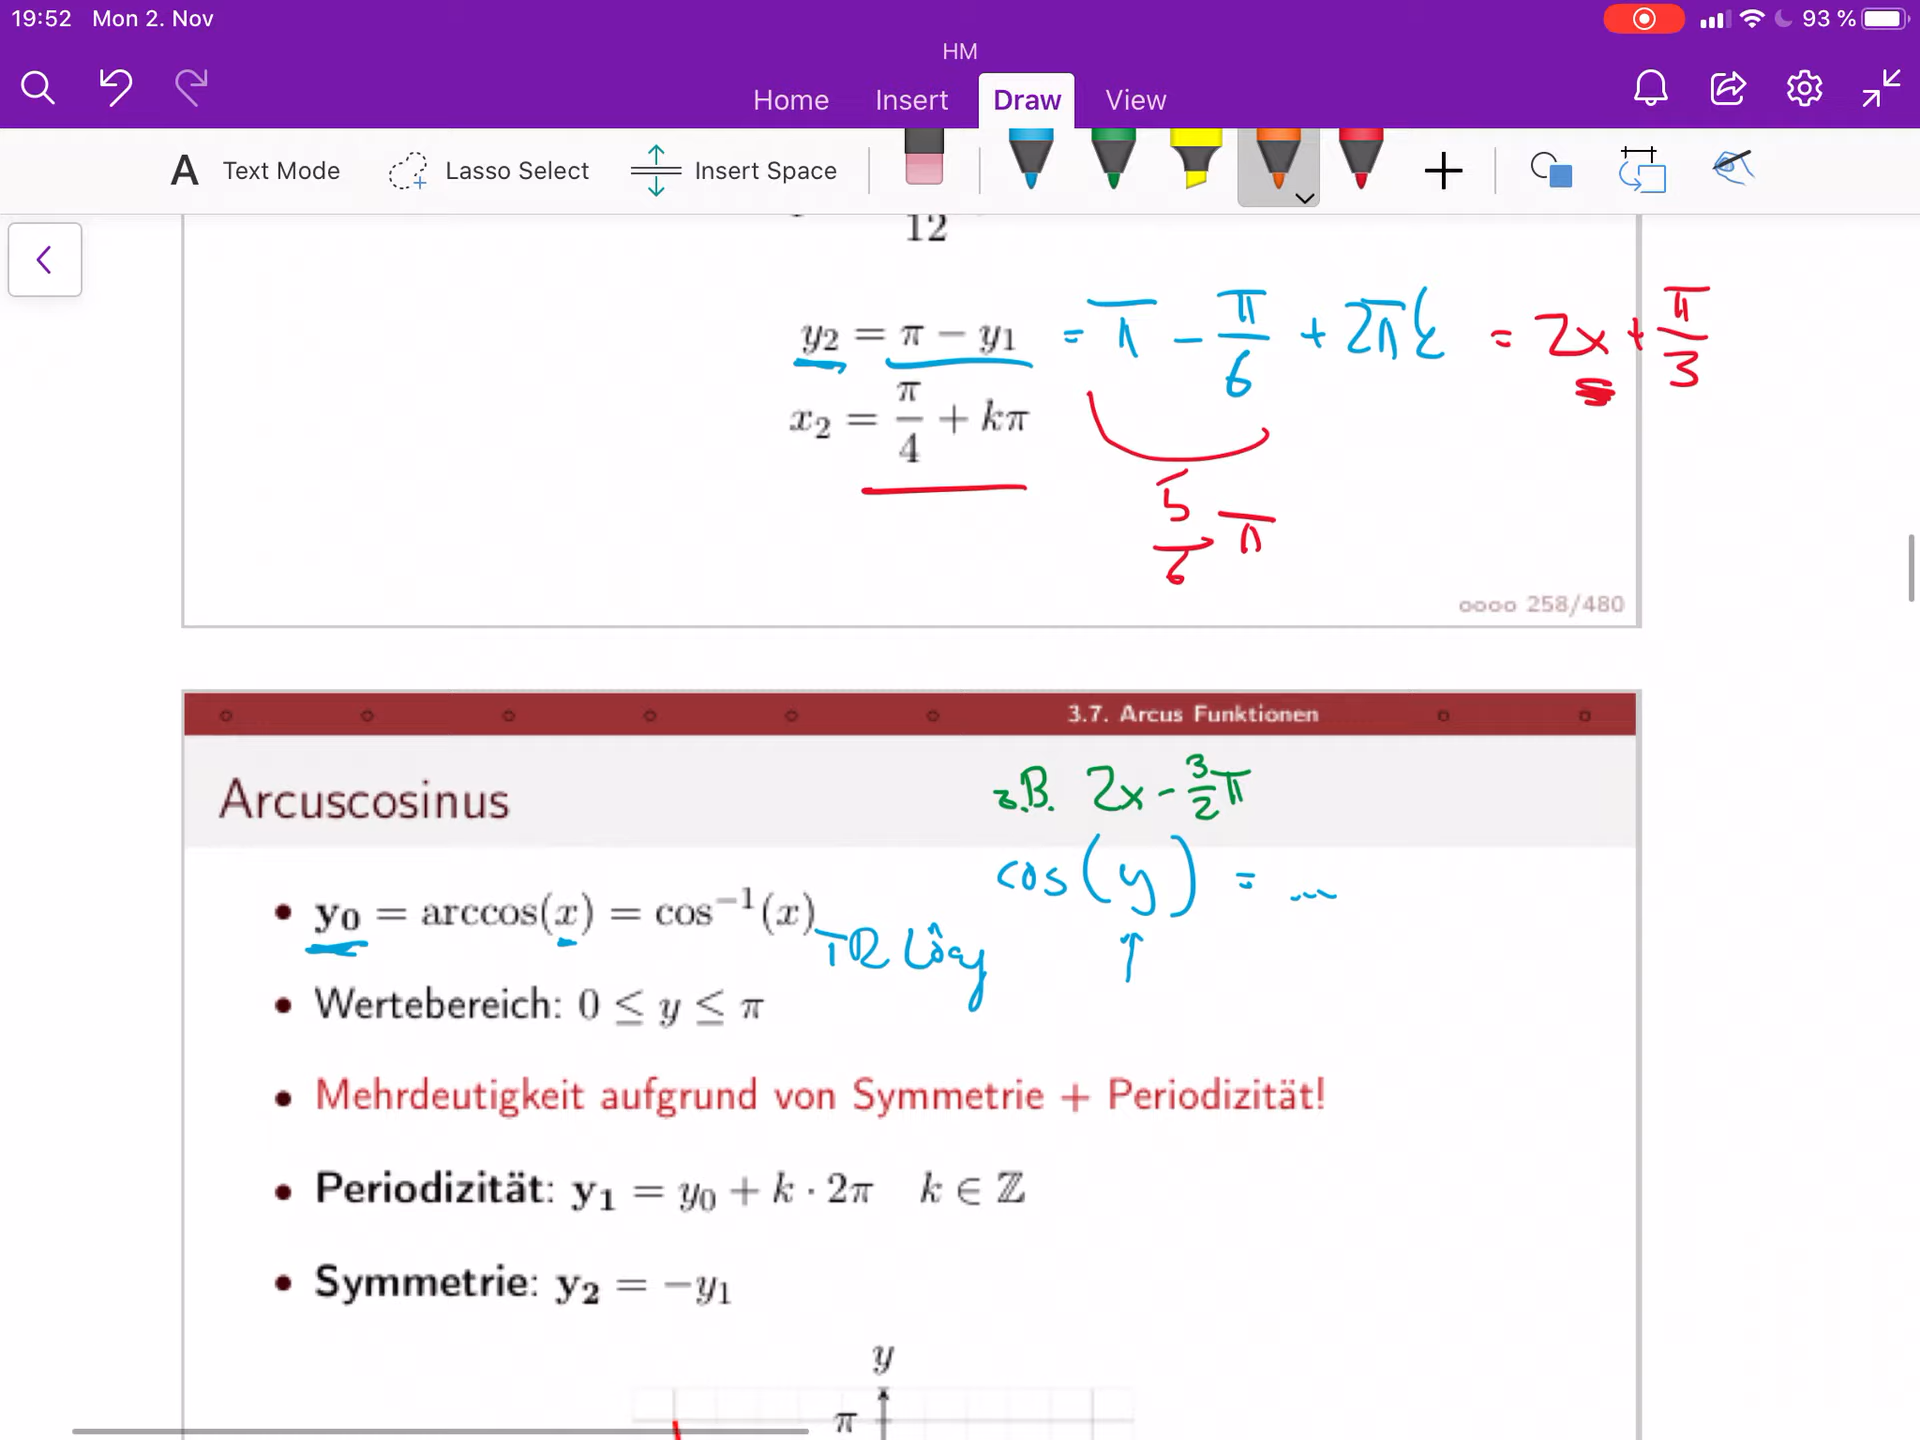 19:52 Mon 2. Nov 93 %
HM
Home Insert Draw View
A Text Mode Lasso Select Insert Space
12
y₂ = π − y₁ = π − π/6 + 2πk = 2x + π/3
x₂ = π/4 + kπ
5/6 π
oooo 258/480
3.7. Arcus Funktionen
Arcuscosinus z.B. 2x − 3/2 π
cos(y) = ...
• y₀ = arccos(x) = cos⁻¹(x)
TR Lösg
• Wertebereich: 0 ≤ y ≤ π
• Mehrdeutigkeit aufgrund von Symmetrie + Periodizität!
• Periodizität: y₁ = y₀ + k · 2π k ∈ ℤ
• Symmetrie: y₂ = −y₁
y
π